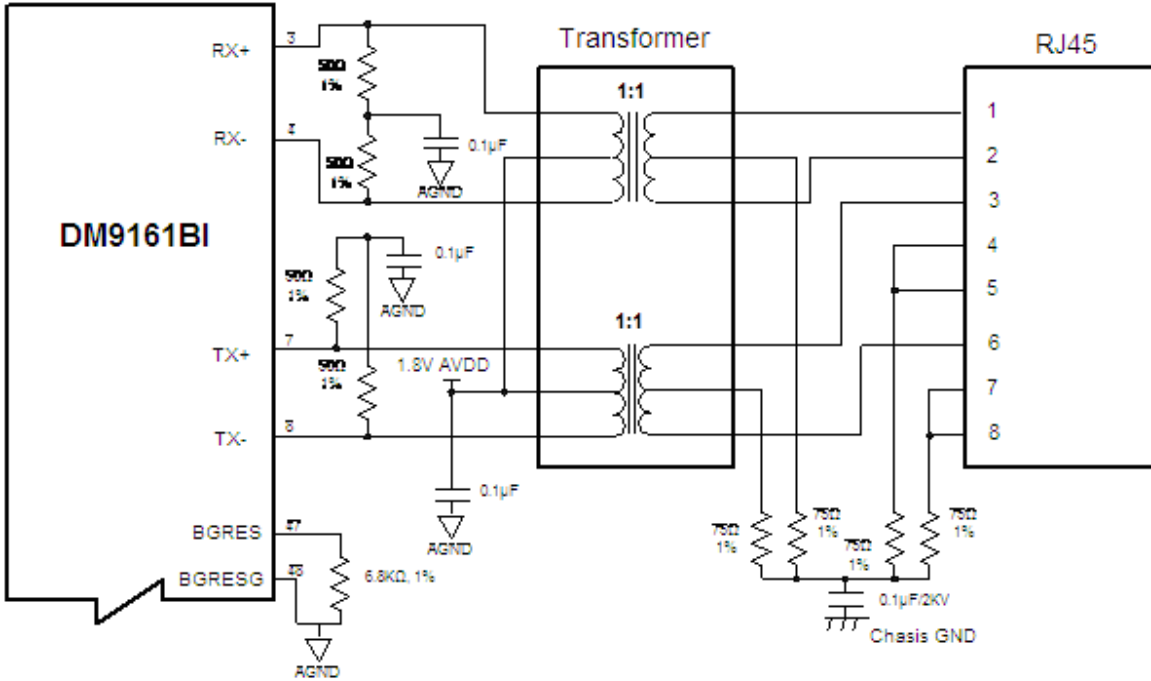 Transformer
RJ45
DM9161BI
RX+
3
50Ω
1%
1:1
1
RX-
4
50Ω
1%
0.1µF
AGND
2
3
4
5
50Ω
1%
0.1µF
AGND
TX+
7
50Ω
1%
1.8V AVDD
1:1
6
7
8
TX-
8
0.1µF
AGND
BGRES
47
BGRESG
48
6.8KΩ, 1%
AGND
75Ω
1%
75Ω
1%
75Ω
1%
75Ω
1%
0.1µF/2KV
Chasis GND